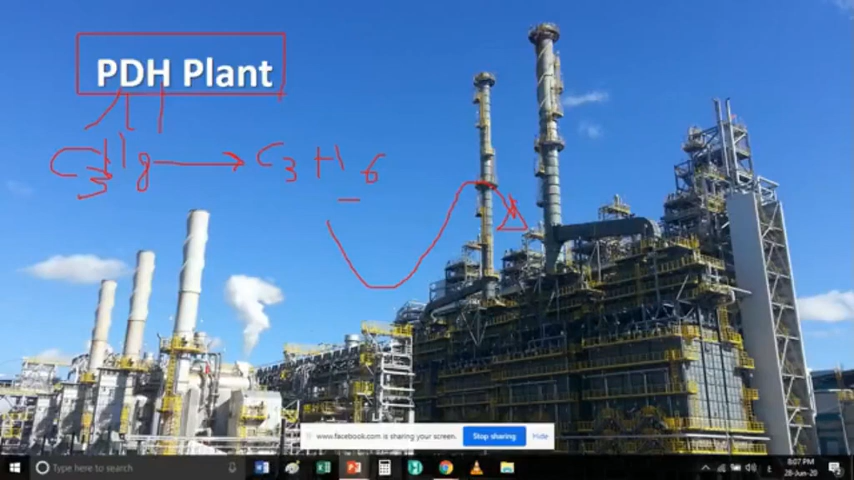 PDH Plant
C3H8 → C3H6
www.facebook.com is sharing your screen.
Stop sharing
Hide
Type here to search
8:07 PM
28-Jun-20